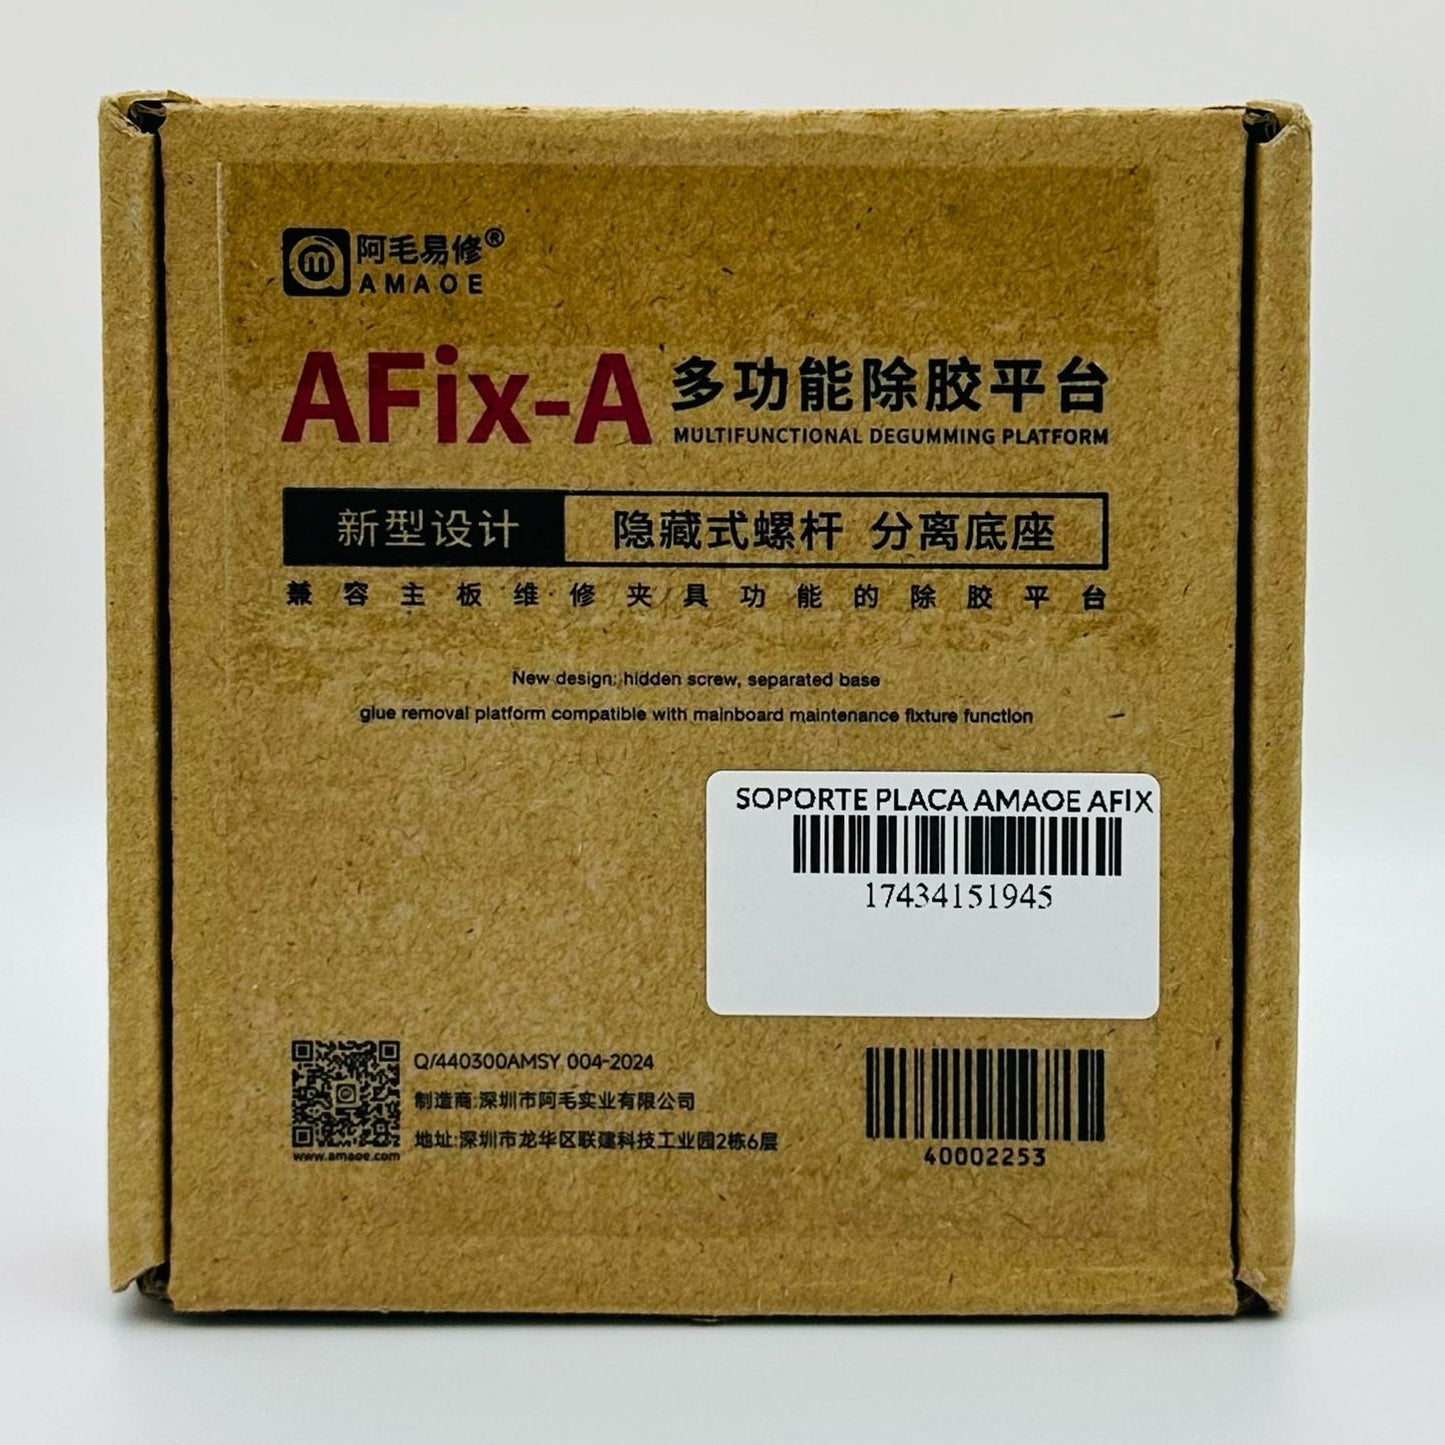 阿毛易修®
AMAOE
AFix-A 多功能除胶平台
MULTIFUNCTIONAL DEGUMMING PLATFORM
新型设计 隐藏式螺杆 分离底座
兼容主板维修夹具功能的除胶平台
New design: hidden screw, separated base
glue removal platform compatible with mainboard maintenance fixture function
SOPORTE PLACA AMAOE AFIX
17434151945
Q/440300AMSY 004-2024
制造商:深圳市阿毛实业有限公司
地址:深圳市龙华区联建科技工业园2栋6层
www.amaoe.com
40002253